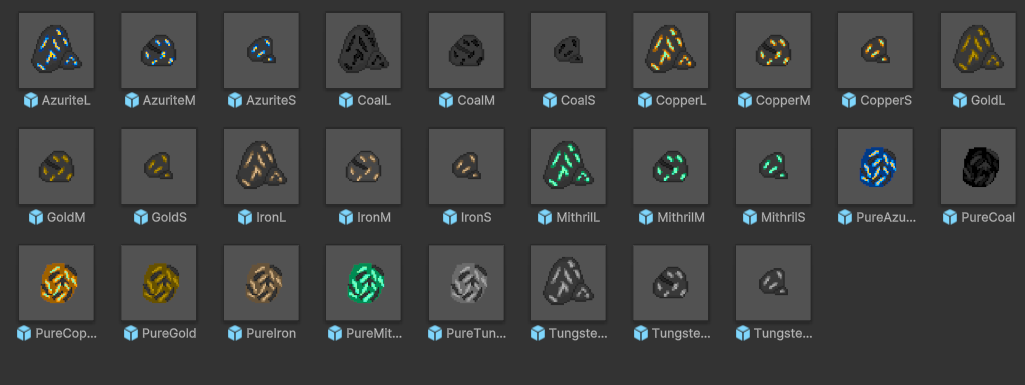 AzuriteL AzuriteM AzuriteS CoalL CoalM CoalS CopperL CopperM CopperS GoldL
GoldM GoldS IronL IronM IronS MithrilL MithrilM MithrilS PureAzu... PureCoal
PureCop... PureGold PureIron PureMit... PureTun... Tungste... Tungste... Tungste...